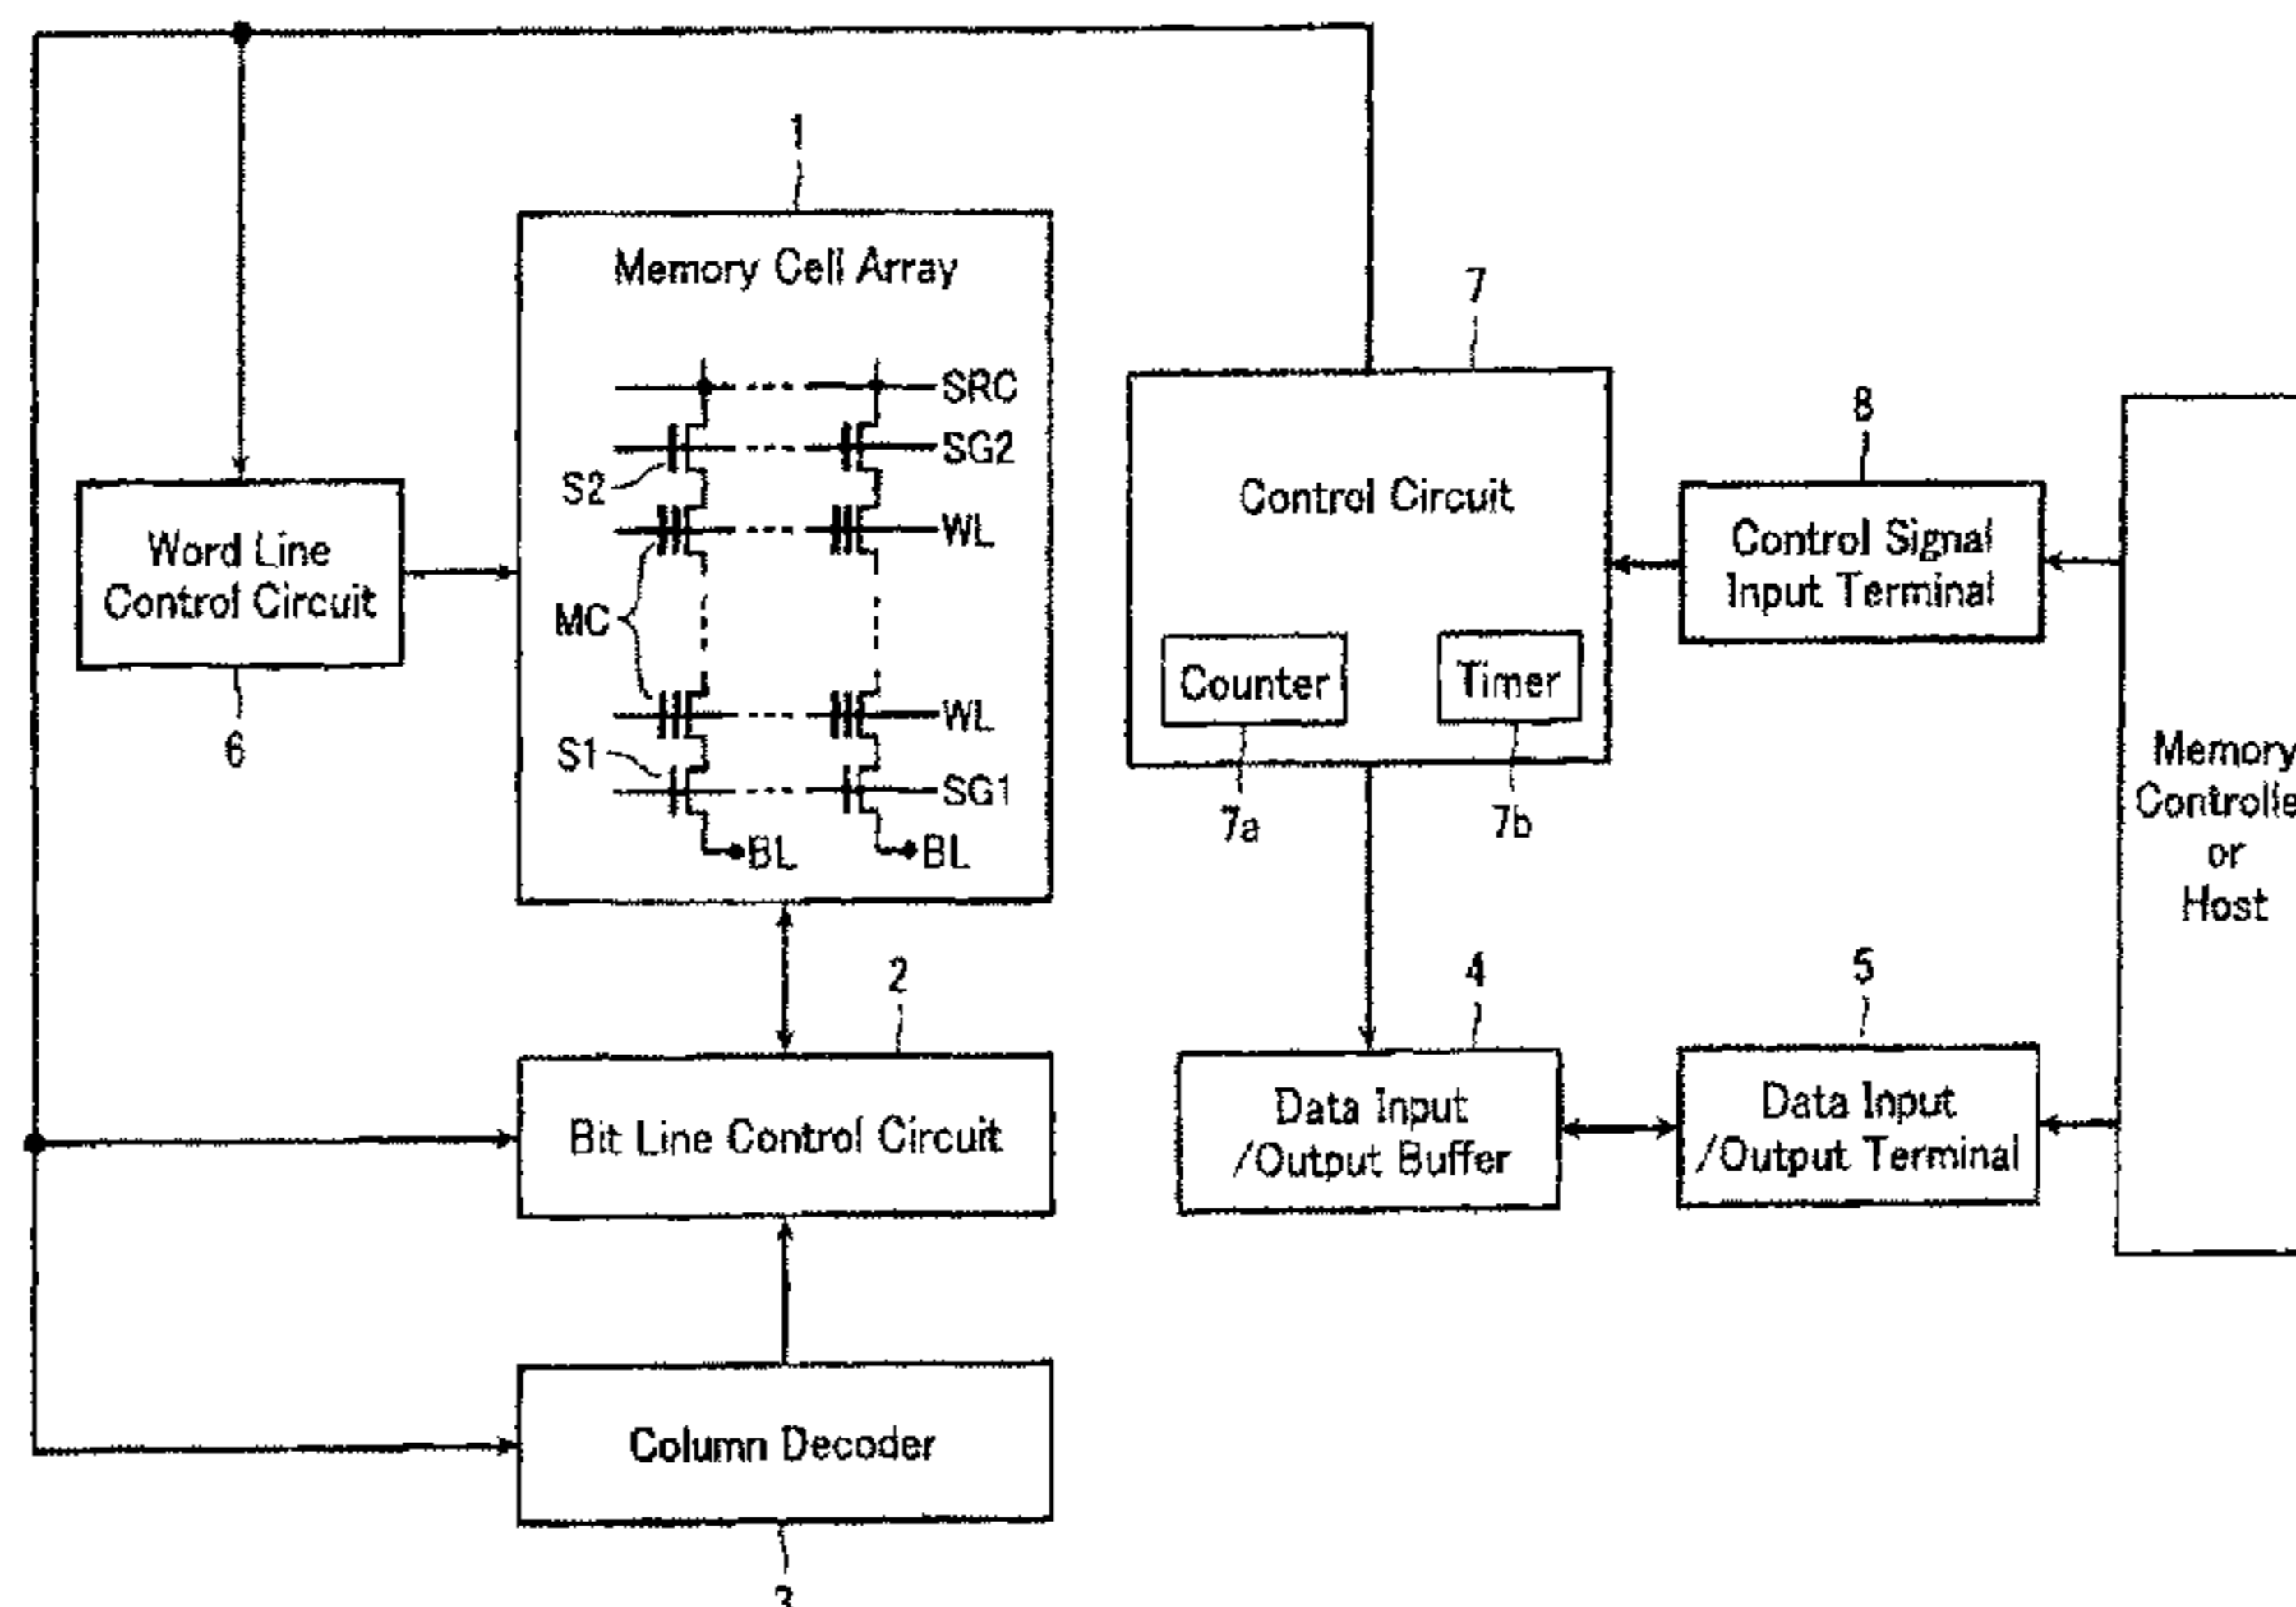 1
Memory Cell Array
SRC
SG2
S2
WL
MC
WL
S1
SG1
BL
BL
Word Line
Control Circuit
6
7
Control Circuit
Counter
Timer
7a
7b
8
Control Signal
Input Terminal
Memory
Controlle
or
Host
2
Bit Line Control Circuit
4
Data Input
/Output Buffer
5
Data Input
/Output Terminal
Column Decoder
3